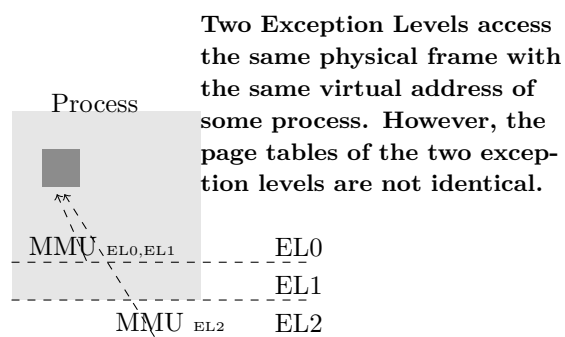 Two Exception Levels access
the same physical frame with
the same virtual address of
some process. However, the
page tables of the two excep-
tion levels are not identical.
Process
MMU EL0,EL1
EL0
EL1
MMU EL2
EL2